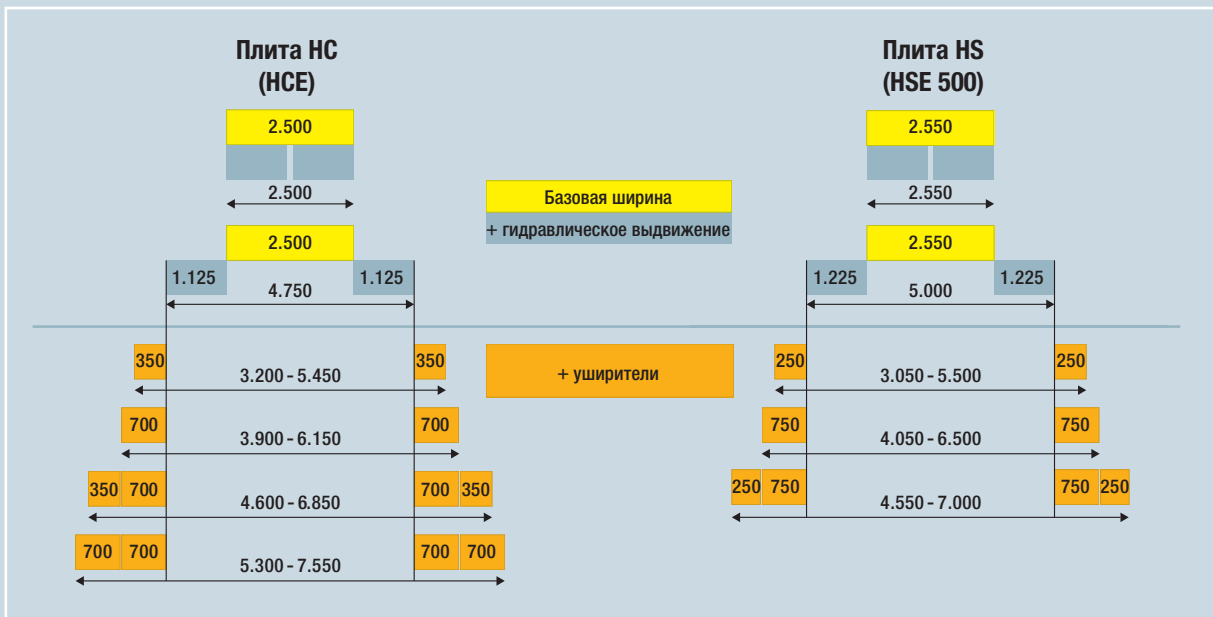 Плита HC
(HCE)
2.500
2.500
2.500
1.125
1.125
4.750
350
350
3.200 - 5.450
700
700
3.900 - 6.150
350
700
700
350
4.600 - 6.850
700
700
700
700
5.300 - 7.550
Базовая ширина
+ гидравлическое выдвижение
+ уширители
Плита HS
(HSE 500)
2.550
2.550
2.550
1.225
1.225
5.000
250
250
3.050 - 5.500
750
750
4.050 - 6.500
250
750
750
250
4.550 - 7.000